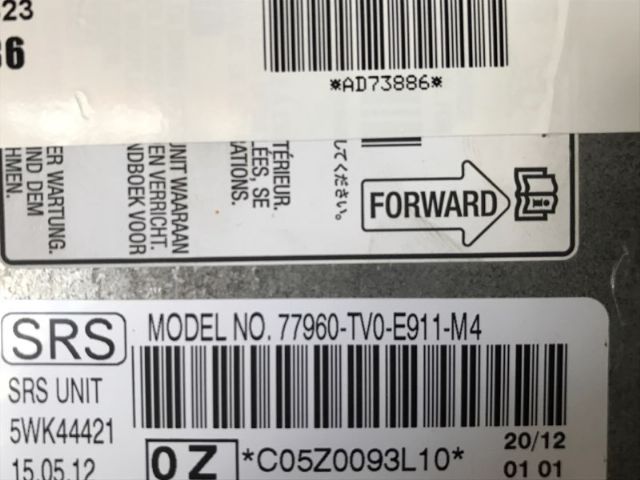 23
36
*AD73886*
ER WARTUNG.
IND DEM
HMEN.
UNIT WAARAAN
EN VERRICHT.
NDBOEK VOOR
TÉRIEUR.
LÉES, SE
ATIONS.
してください。
FORWARD
SRS
MODEL NO. 77960-TV0-E911-M4
SRS UNIT
5WK44421
15.05.12
0Z
*C05Z0093L10*
20/12
01 01